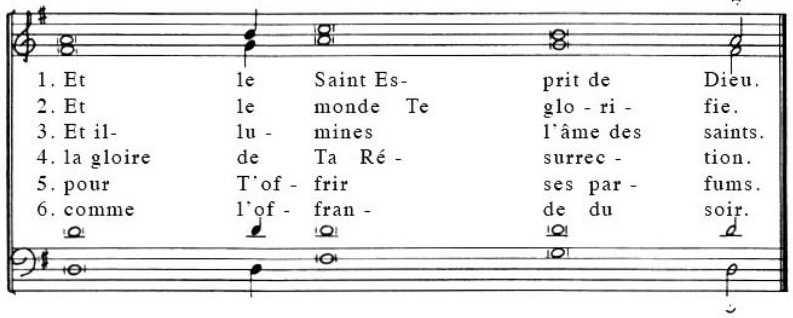 1. Et le Saint Es- prit de Dieu.
2. Et le monde Te glo - ri - fie.
3. Et il- lu - mines l'âme des saints.
4. la gloire de Ta Ré - surrec - tion.
5. pour T'of - frir ses par - fums.
6. comme l'of - fran - de du soir.